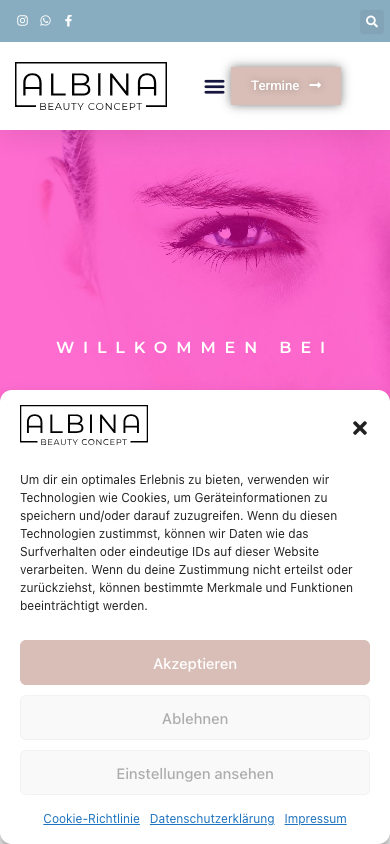 ALBINA
BEAUTY CONCEPT
Termine
WILLKOMMEN BEI
ALBINA
BEAUTY CONCEPT
Um dir ein optimales Erlebnis zu bieten, verwenden wir
Technologien wie Cookies, um Geräteinformationen zu
speichern und/oder darauf zuzugreifen. Wenn du diesen
Technologien zustimmst, können wir Daten wie das
Surfverhalten oder eindeutige IDs auf dieser Website
verarbeiten. Wenn du deine Zustimmung nicht erteilst oder
zurückziehst, können bestimmte Merkmale und Funktionen
beeinträchtigt werden.
Akzeptieren
Ablehnen
Einstellungen ansehen
Cookie-Richtlinie Datenschutzerklärung Impressum